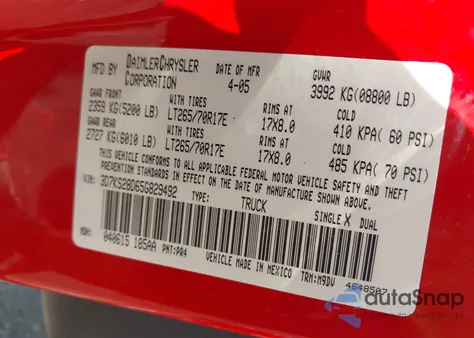 MFD BY DAIMLERCHRYSLER CORPORATION DATE OF MFR 4-05 GVWR 3992 KG(08800 LB)
GAWR FRONT WITH TIRES RIMS AT COLD
2359 KG(5200 LB) LT265/70R17E 17X8.0 410 KPA( 60 PSI)
GAWR REAR WITH TIRES RIMS AT COLD
2727 KG(6010 LB) LT265/70R17E 17X8.0 485 KPA( 70 PSI)
THIS VEHICLE CONFORMS TO ALL APPLICABLE FEDERAL MOTOR VEHICLE SAFETY AND THEFT
PREVENTION STANDARDS IN EFFECT ON THE DATE OF MANUFACTURE SHOWN ABOVE.
3D7KS28D65G829492 TYPE: TRUCK SINGLE X DUAL
MDH: 040615 185AA PNT:PR4 VEHICLE MADE IN MEXICO TRM:M9DV 4648507
autoSnap